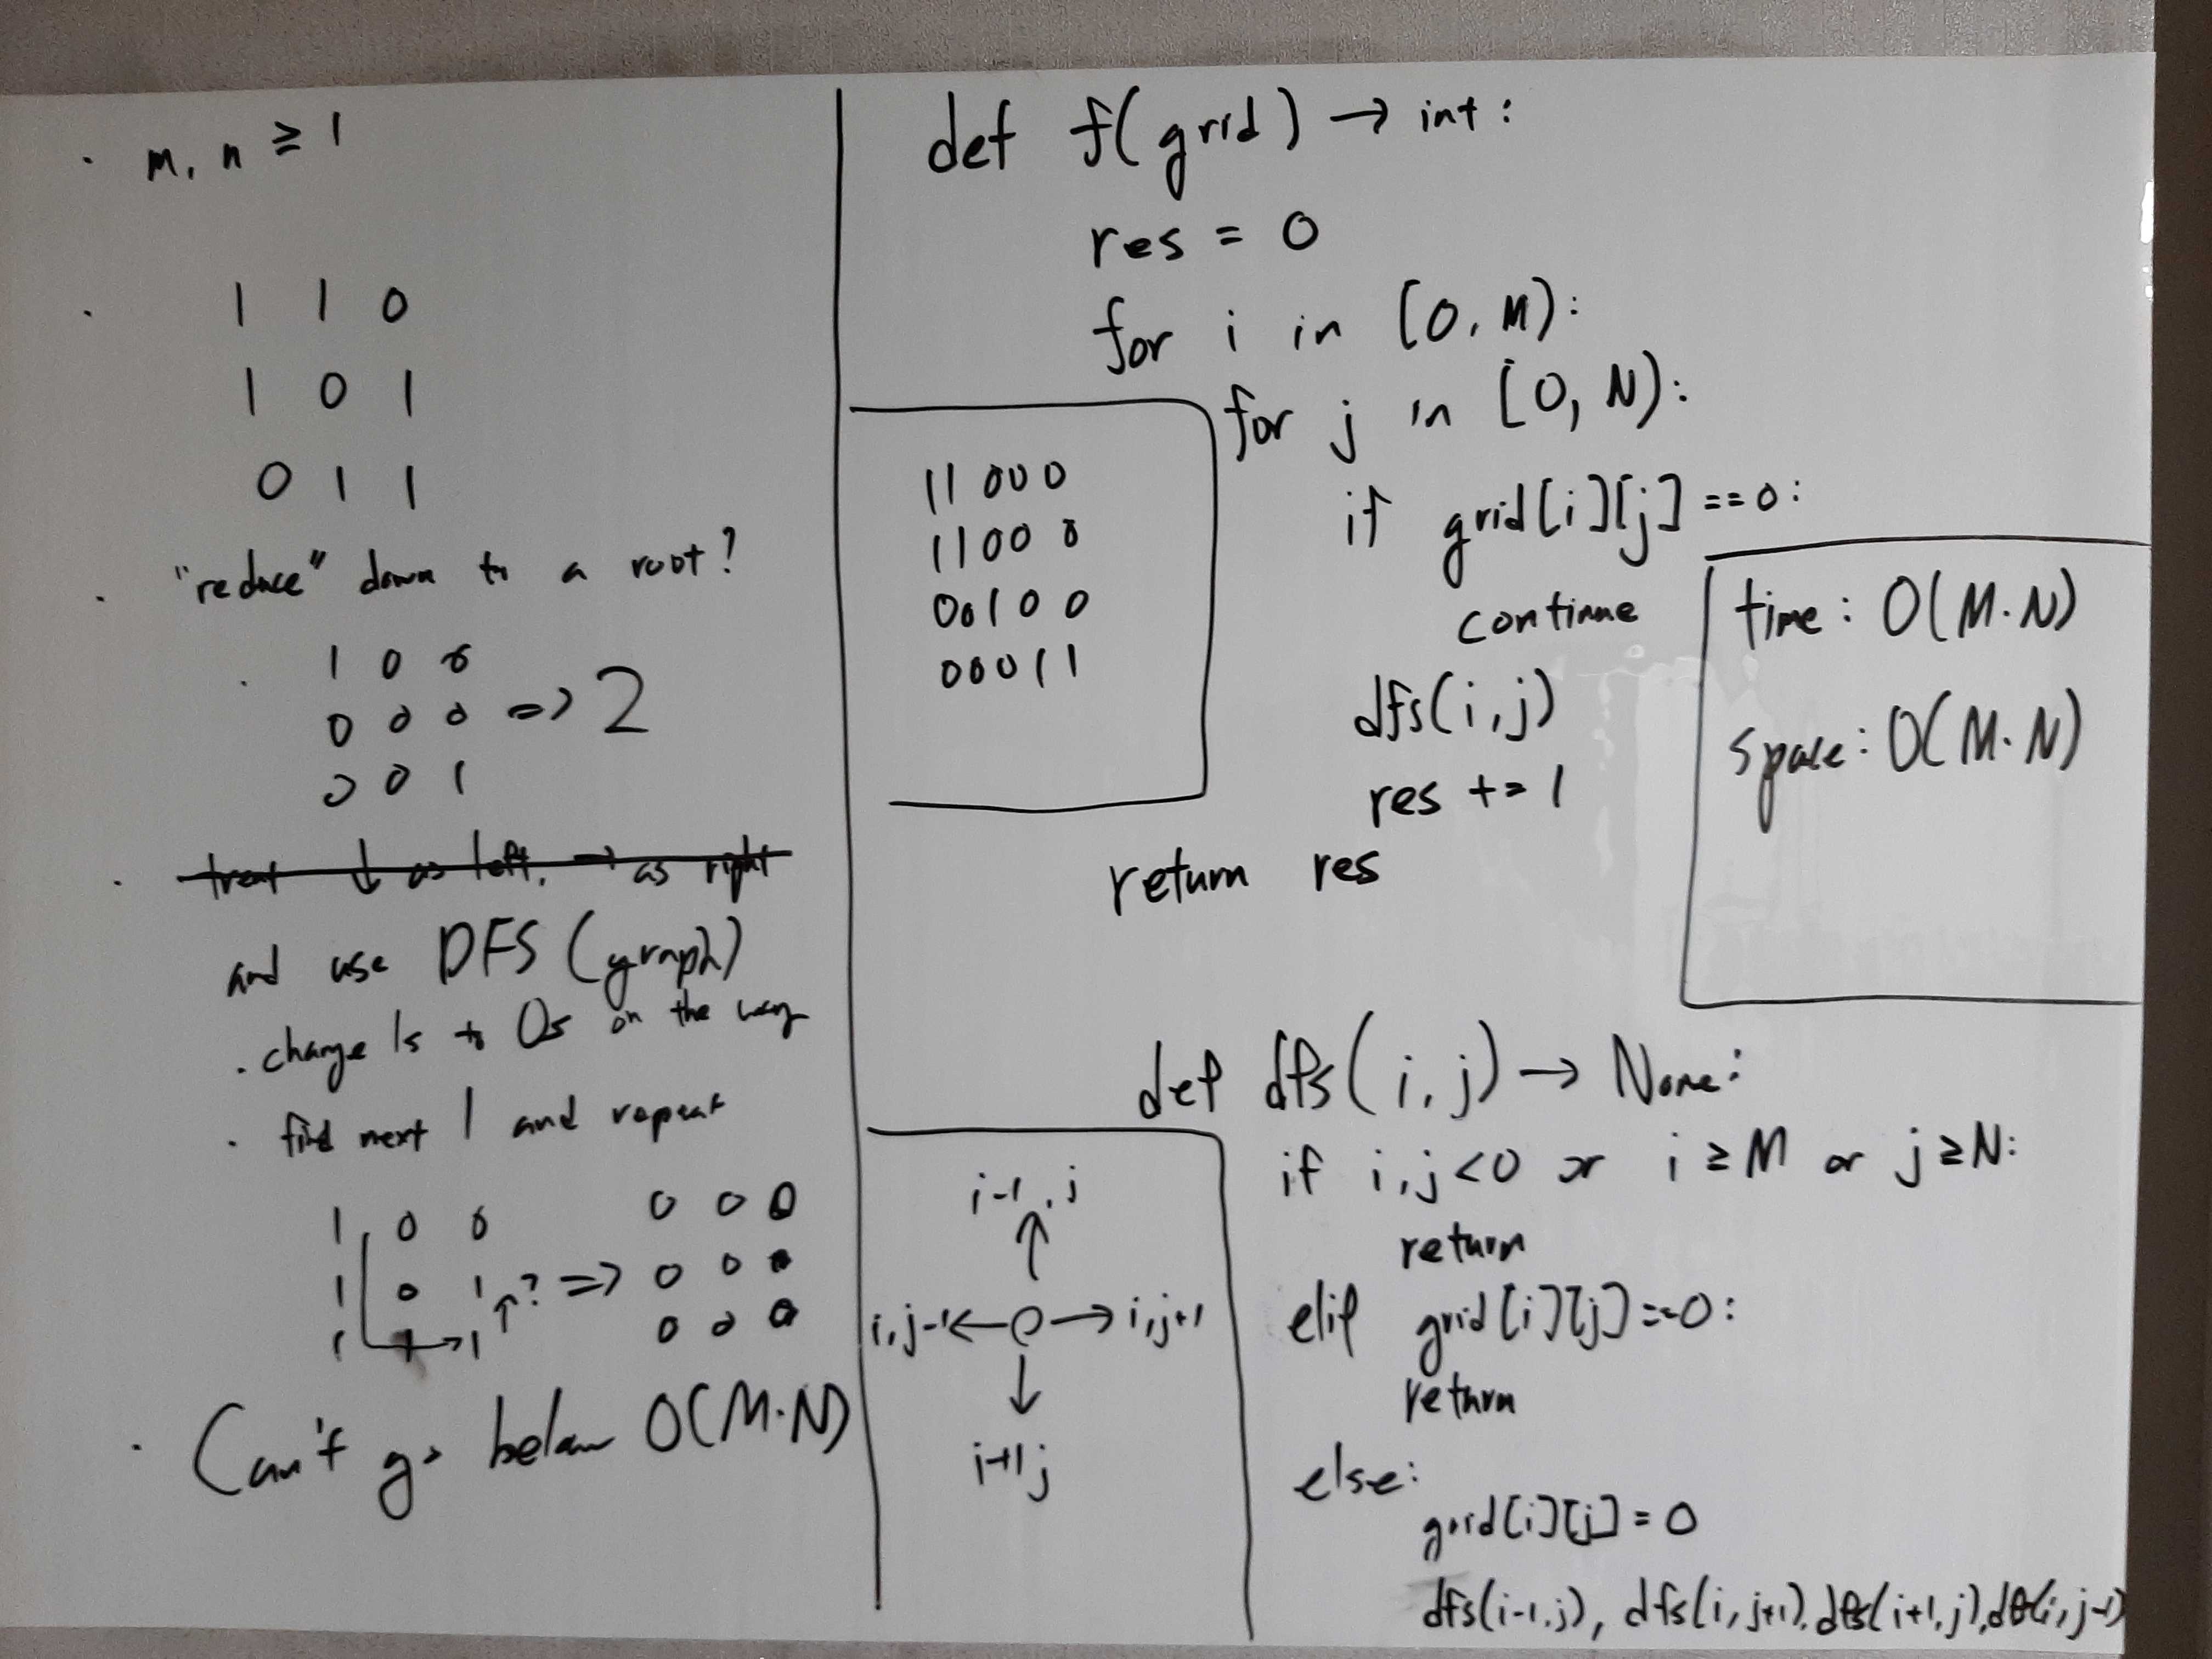 · m, n ≥ 1
· 1 1 0
1 0 1
0 1 1
· "reduce" down to a root?
· 1 0 0
0 0 0 => 2
0 0 1
· treat ↓ as left, → as right
and use DFS (graph)
· change 1s to 0s on the way
· find next 1 and repeat
1 0 0 0 0 0
1 0 1 ↑? => 0 0 0
1 1 → 1 0 0 0
· Can't go below O(M·N)
def f(grid) → int:
res = 0
for i in [0, M):
for j in [0, N):
if grid[i][j] == 0:
continue
dfs(i,j)
res += 1
return res
11000
11000
00100
00011
time: O(M·N)
space: O(M·N)
def dfs(i,j) → None:
if i,j<0 or i ≥ M or j ≥ N:
return
elif grid[i][j] == 0:
return
else:
grid[i][j] = 0
dfs(i-1,j), dfs(i,j+1), dfs(i+1,j), dfs(i,j-1)
i-1, j
↑
i, j-1 ← O → i,j+1
↓
i+1 j